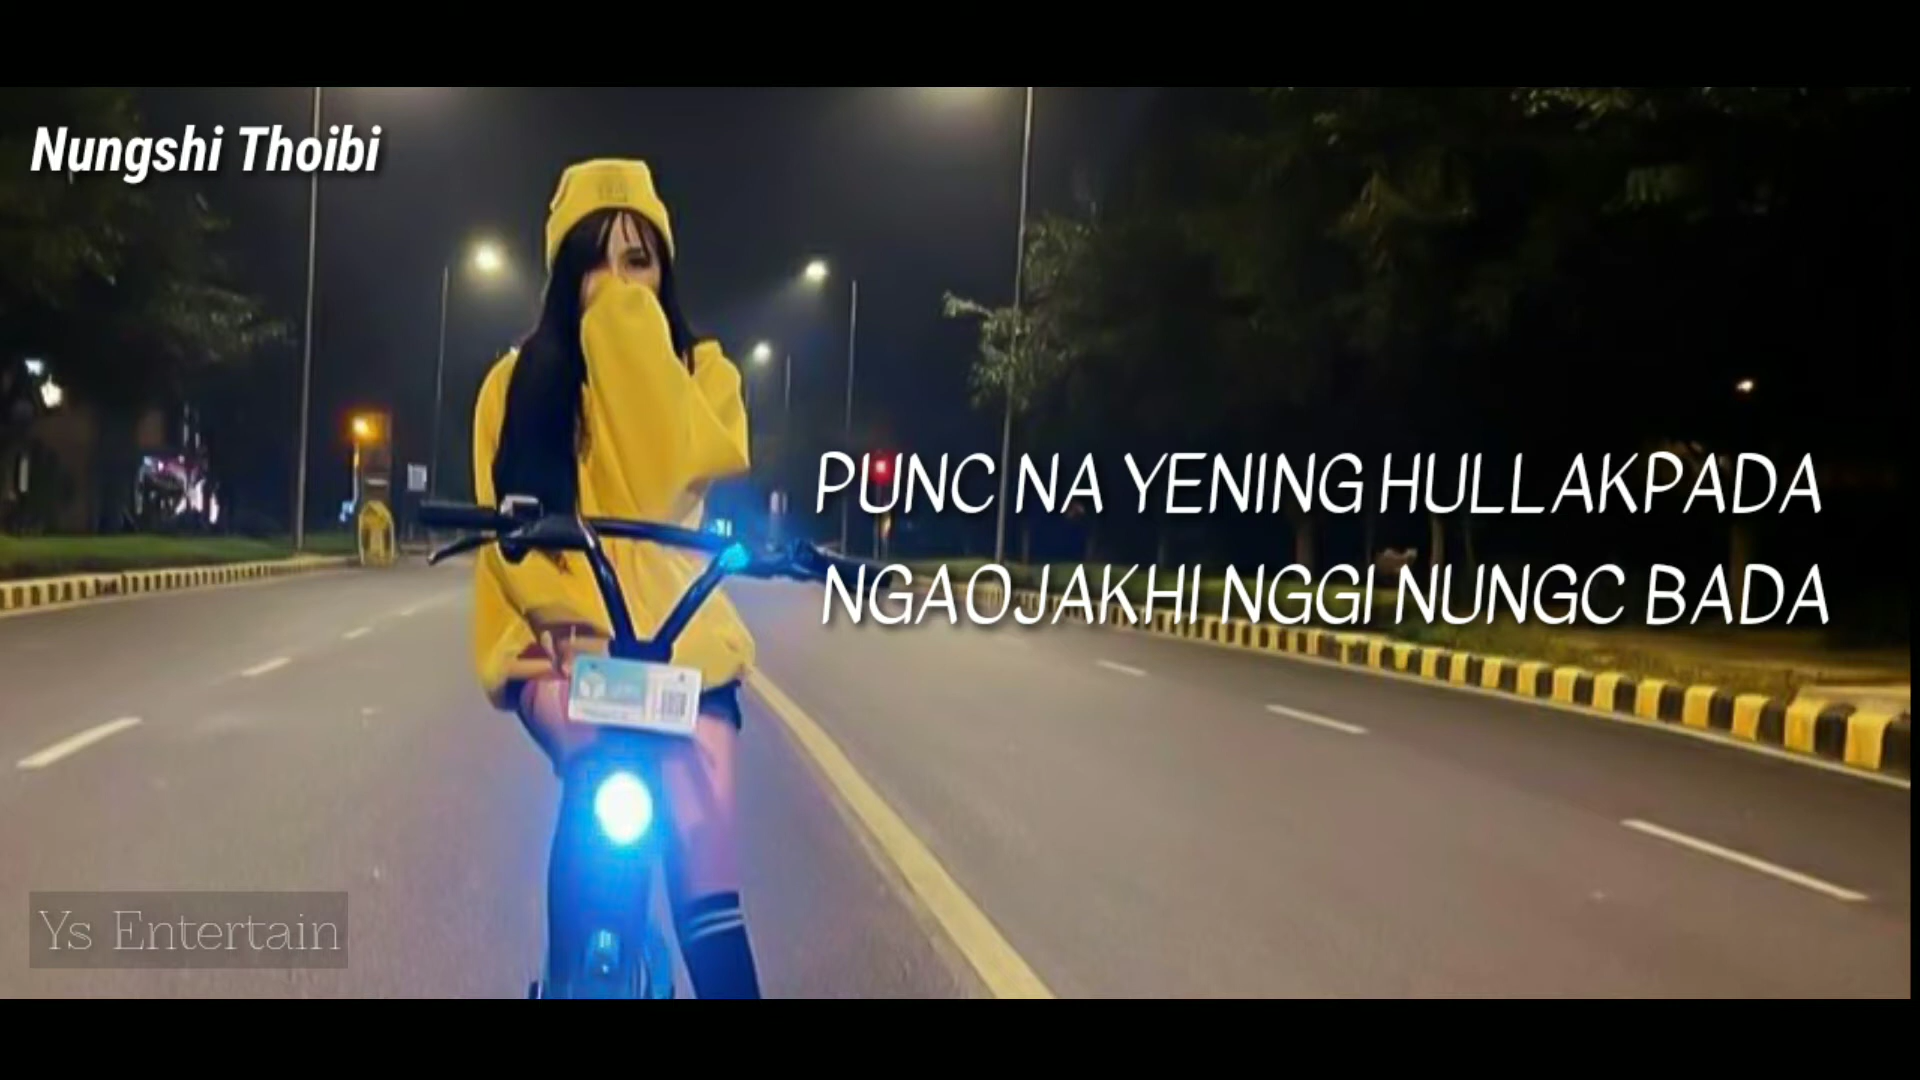 Nungshi Thoibi
PUNC NA YENING HULLAKPADA
NGAOJAKHI NGGI NUNGC BADA
Ys Entertain